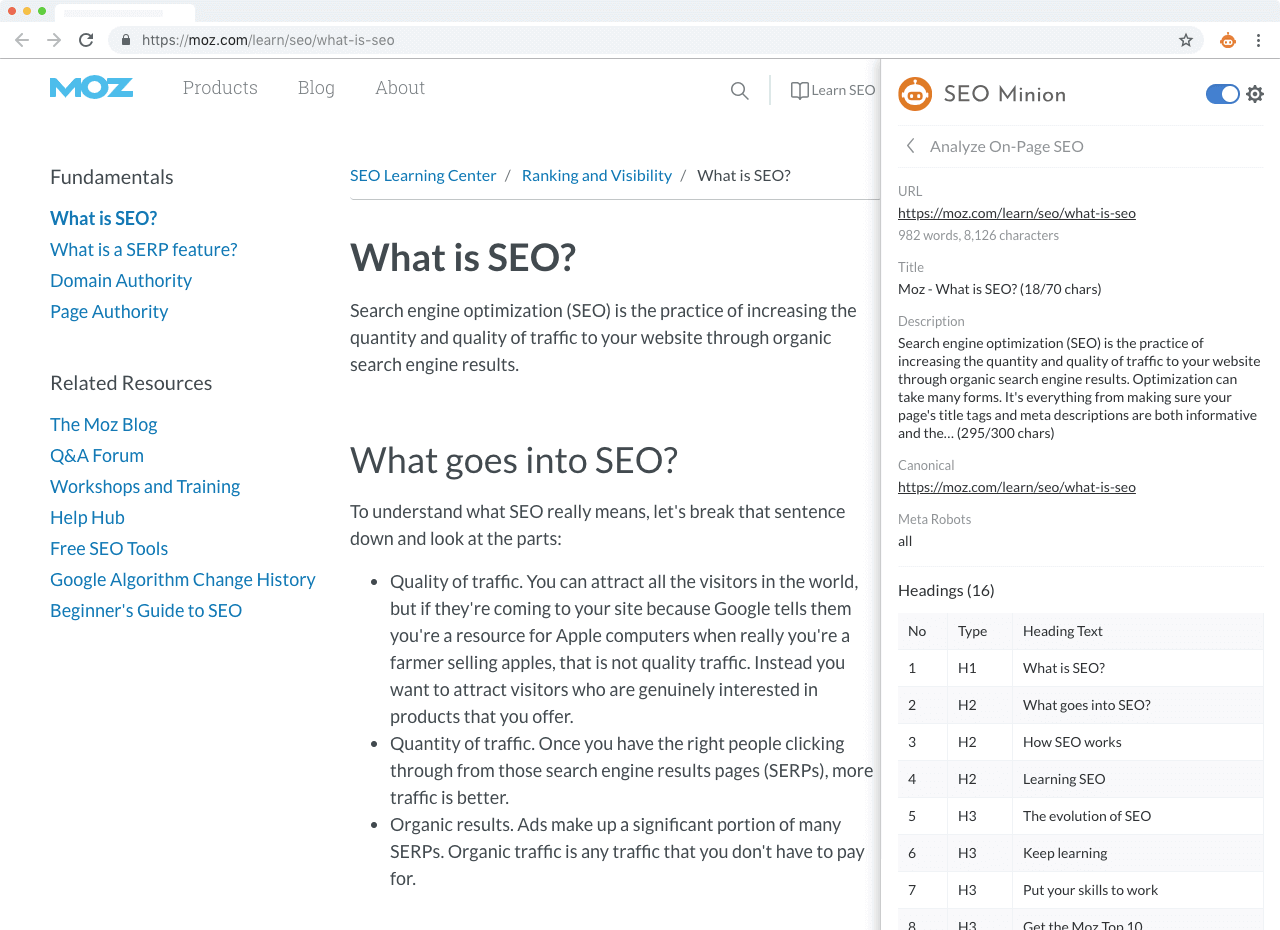 https://moz.com/learn/seo/what-is-seo
MOZ
Products
Blog
About
Learn SEO
Fundamentals
What is SEO?
What is a SERP feature?
Domain Authority
Page Authority
Related Resources
The Moz Blog
Q&A Forum
Workshops and Training
Help Hub
Free SEO Tools
Google Algorithm Change History
Beginner's Guide to SEO
SEO Learning Center / Ranking and Visibility / What is SEO?
What is SEO?
Search engine optimization (SEO) is the practice of increasing the
quantity and quality of traffic to your website through organic
search engine results.
What goes into SEO?
To understand what SEO really means, let's break that sentence
down and look at the parts:
• Quality of traffic. You can attract all the visitors in the world,
but if they're coming to your site because Google tells them
you're a resource for Apple computers when really you're a
farmer selling apples, that is not quality traffic. Instead you
want to attract visitors who are genuinely interested in
products that you offer.
• Quantity of traffic. Once you have the right people clicking
through from those search engine results pages (SERPs), more
traffic is better.
• Organic results. Ads make up a significant portion of many
SERPs. Organic traffic is any traffic that you don't have to pay
for.
SEO Minion
Analyze On-Page SEO
URL
https://moz.com/learn/seo/what-is-seo
982 words, 8,126 characters
Title
Moz - What is SEO? (18/70 chars)
Description
Search engine optimization (SEO) is the practice of
increasing the quantity and quality of traffic to your website
through organic search engine results. Optimization can
take many forms. It's everything from making sure your
page's title tags and meta descriptions are both informative
and the... (295/300 chars)
Canonical
https://moz.com/learn/seo/what-is-seo
Meta Robots
all
Headings (16)
No Type Heading Text
1 H1 What is SEO?
2 H2 What goes into SEO?
3 H2 How SEO works
4 H2 Learning SEO
5 H3 The evolution of SEO
6 H3 Keep learning
7 H3 Put your skills to work
8 H3 Get the Moz Top 10